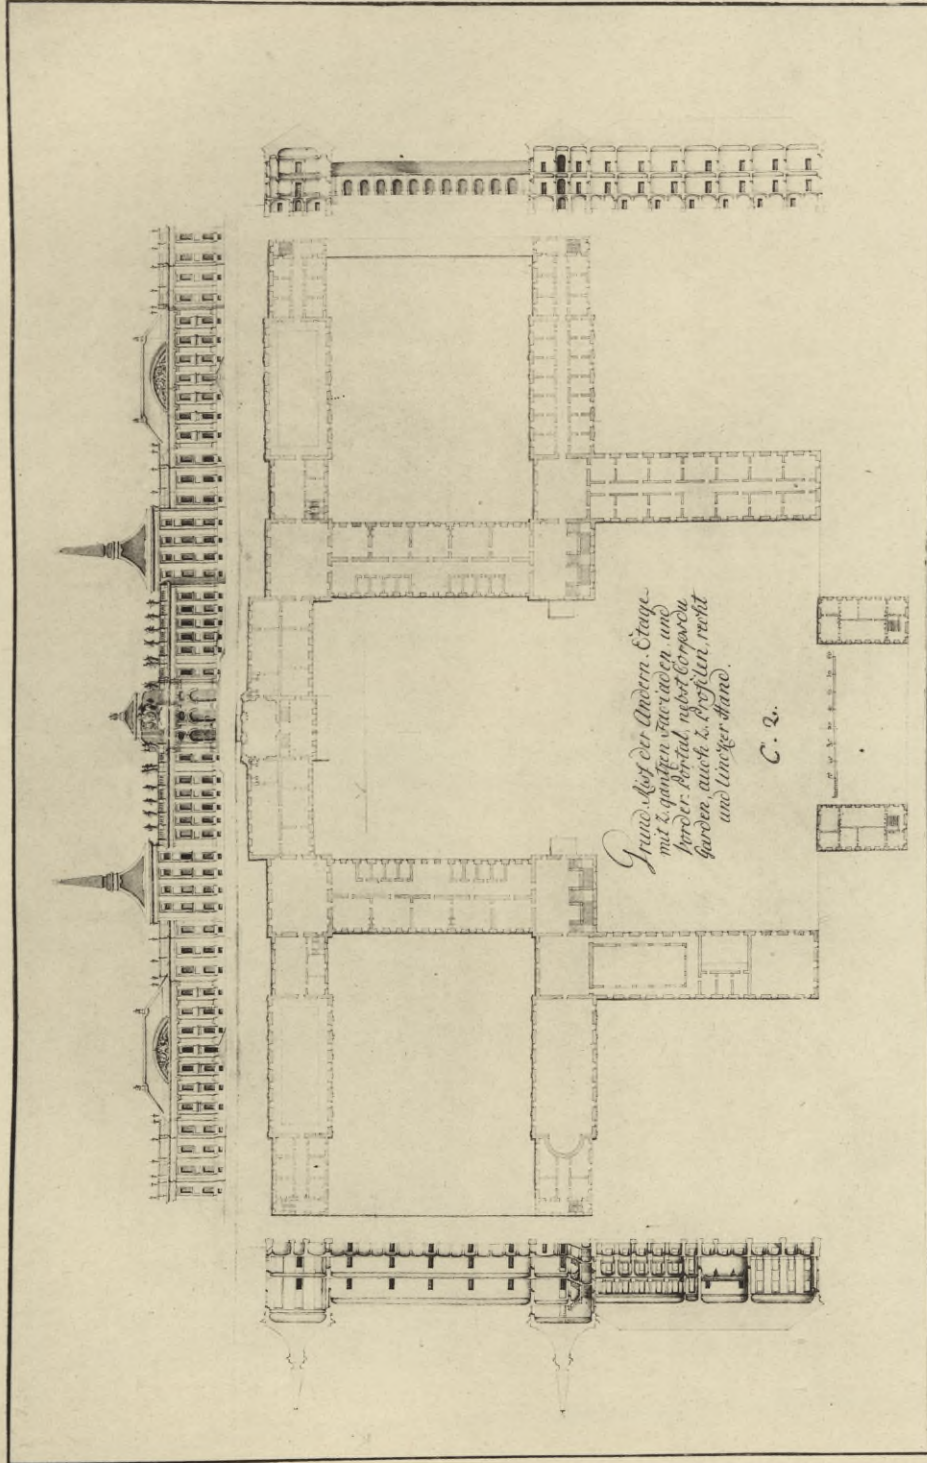 Grund Riss der Andern. Etage.
mit 2. gantzen Faciaden und
vorder: Portal, nebst Corps du
Garden, auch 2. Profilen, recht
und lincker Hand.
C. 2.